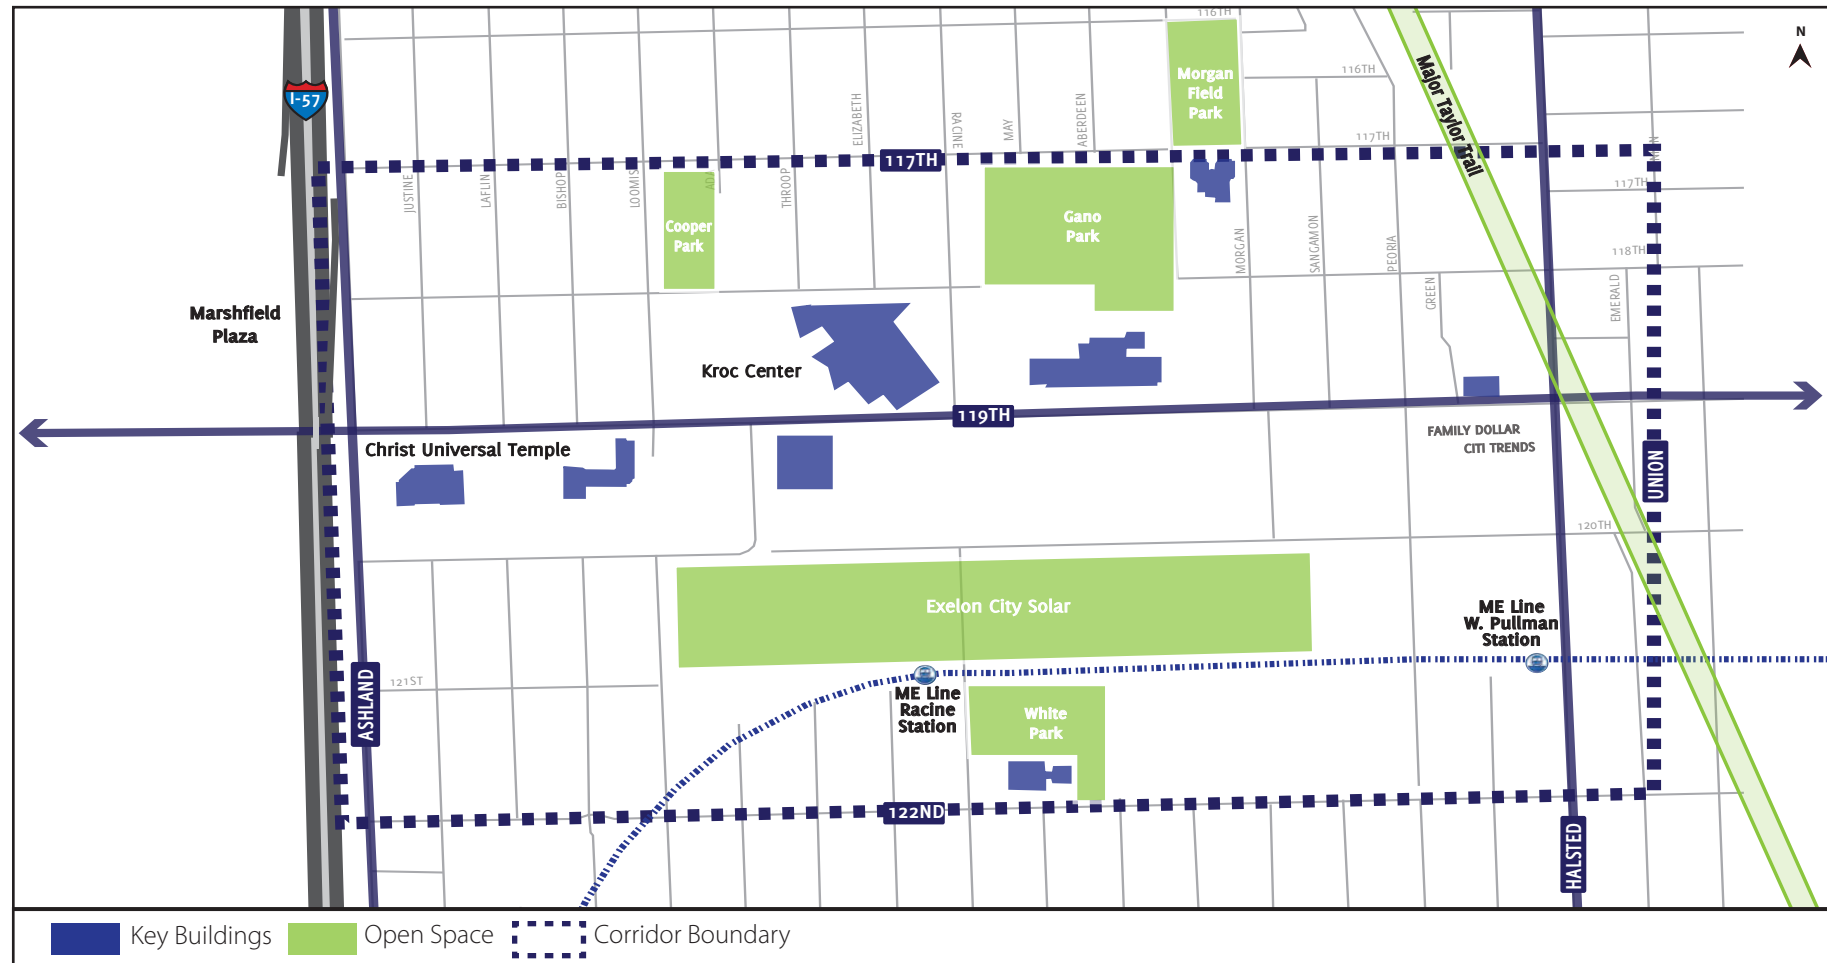 116TH
N
Morgan
Field
Park
116TH
Major Taylor Trail
I-57
ELIZABETH
RACINE
MAY
ABERDEEN
117TH
117TH
JUSTINE
LAFLIN
BISHOP
LOOMIS
ADA
THROOP
117TH
Cooper
Park
Gano
Park
MORGAN
SANGAMON
PEORIA
118TH
GREEN
EMERALD
Marshfield
Plaza
Kroc Center
119TH
Christ Universal Temple
FAMILY DOLLAR
CITI TRENDS
UNION
120TH
Exelon City Solar
ME Line
W. Pullman
Station
121ST
ASHLAND
ME Line
Racine
Station
White
Park
122ND
HALSTED
Key Buildings
Open Space
Corridor Boundary